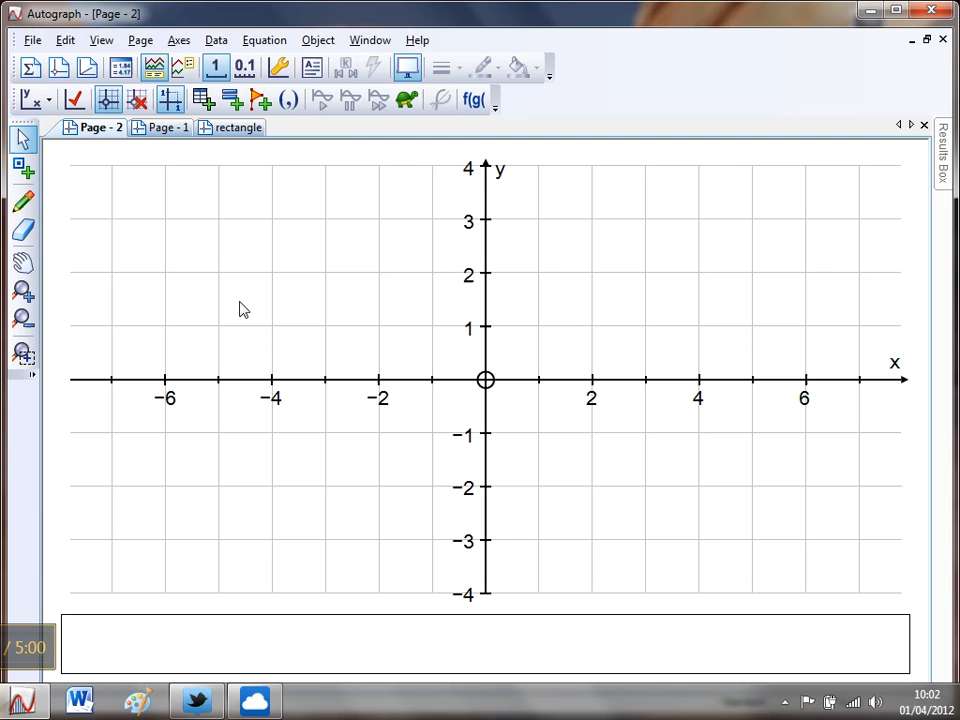 Autograph - [Page - 2]
File Edit View Page Axes Data Equation Object Window Help
1 0.1
y x f(g(
Page - 2 Page - 1 rectangle
Results Box
4 y
3
2
1
x
−6 −4 −2 2 4 6
−1
−2
−3
−4
/ 5:00
10:02
01/04/2012